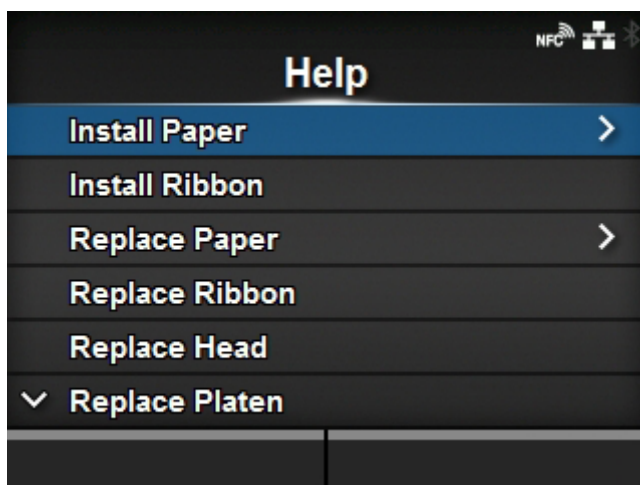 NFC
Help
Install Paper
Install Ribbon
Replace Paper
Replace Ribbon
Replace Head
Replace Platen